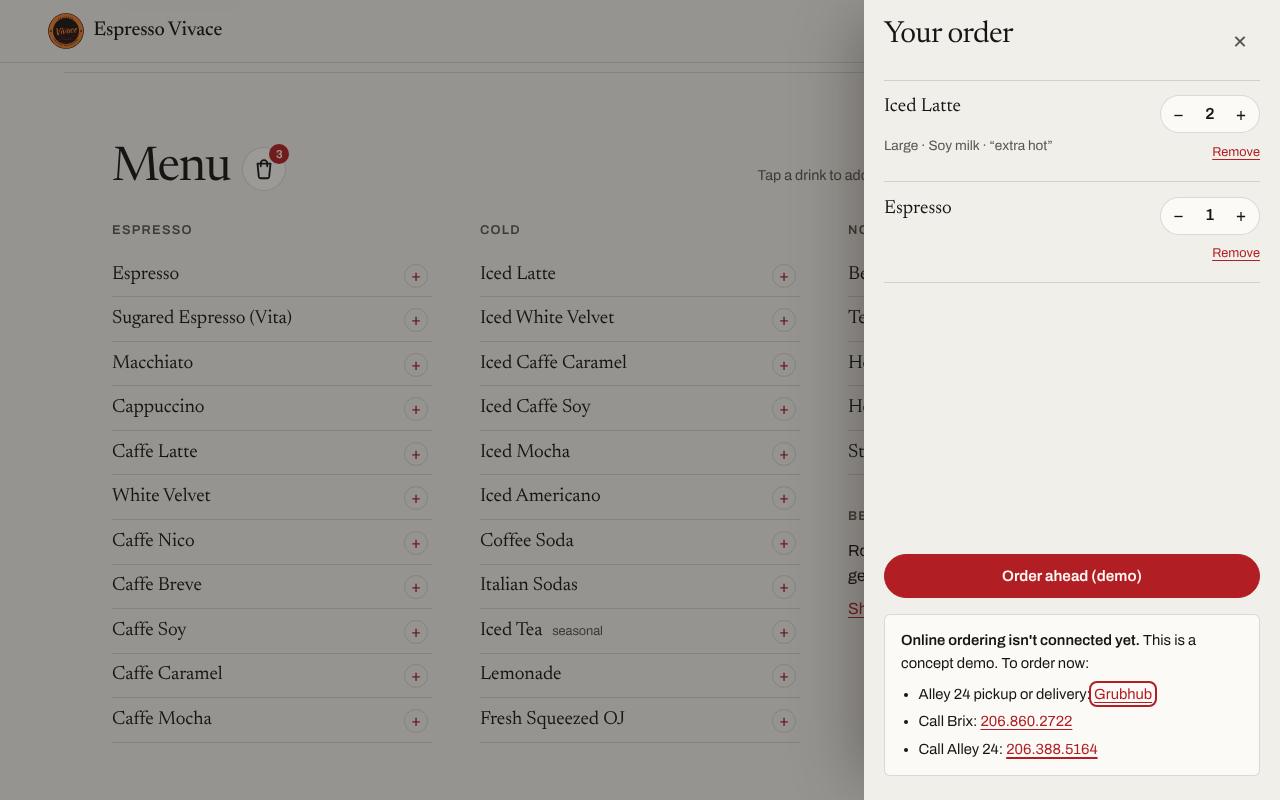 Vivace
Espresso Vivace
Menu
3
Tap a drink to add
ESPRESSO
Espresso +
Sugared Espresso (Vita) +
Macchiato +
Cappuccino +
Caffe Latte +
White Velvet +
Caffe Nico +
Caffe Breve +
Caffe Soy +
Caffe Caramel +
Caffe Mocha +
COLD
Iced Latte +
Iced White Velvet +
Iced Caffe Caramel +
Iced Caffe Soy +
Iced Mocha +
Iced Americano +
Coffee Soda +
Italian Sodas +
Iced Tea seasonal +
Lemonade +
Fresh Squeezed OJ +
Your order ×
Iced Latte − 2 +
Large · Soy milk · “extra hot” Remove
Espresso − 1 +
Remove
Order ahead (demo)
Online ordering isn't connected yet. This is a
concept demo. To order now:
• Alley 24 pickup or delivery: Grubhub
• Call Brix: 206.860.2722
• Call Alley 24: 206.388.5164